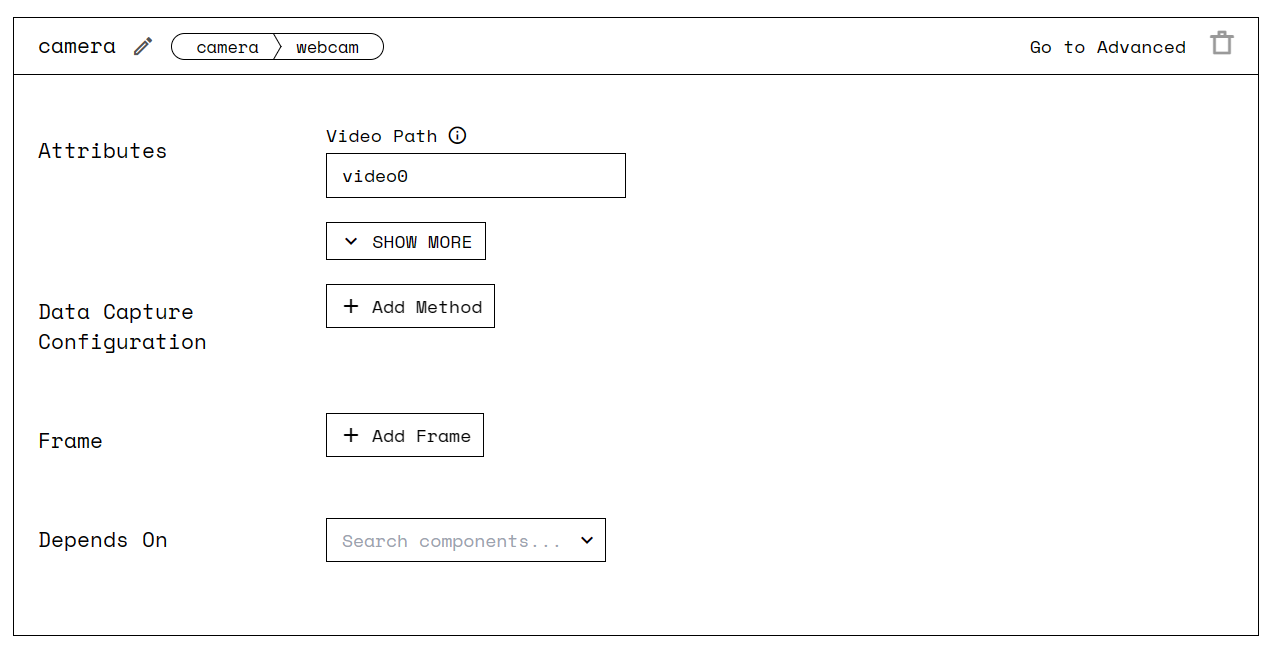 camera camera webcam Go to Advanced
Attributes
Video Path
video0
SHOW MORE
Data Capture
Configuration
Add Method
Frame
Add Frame
Depends On
Search components...